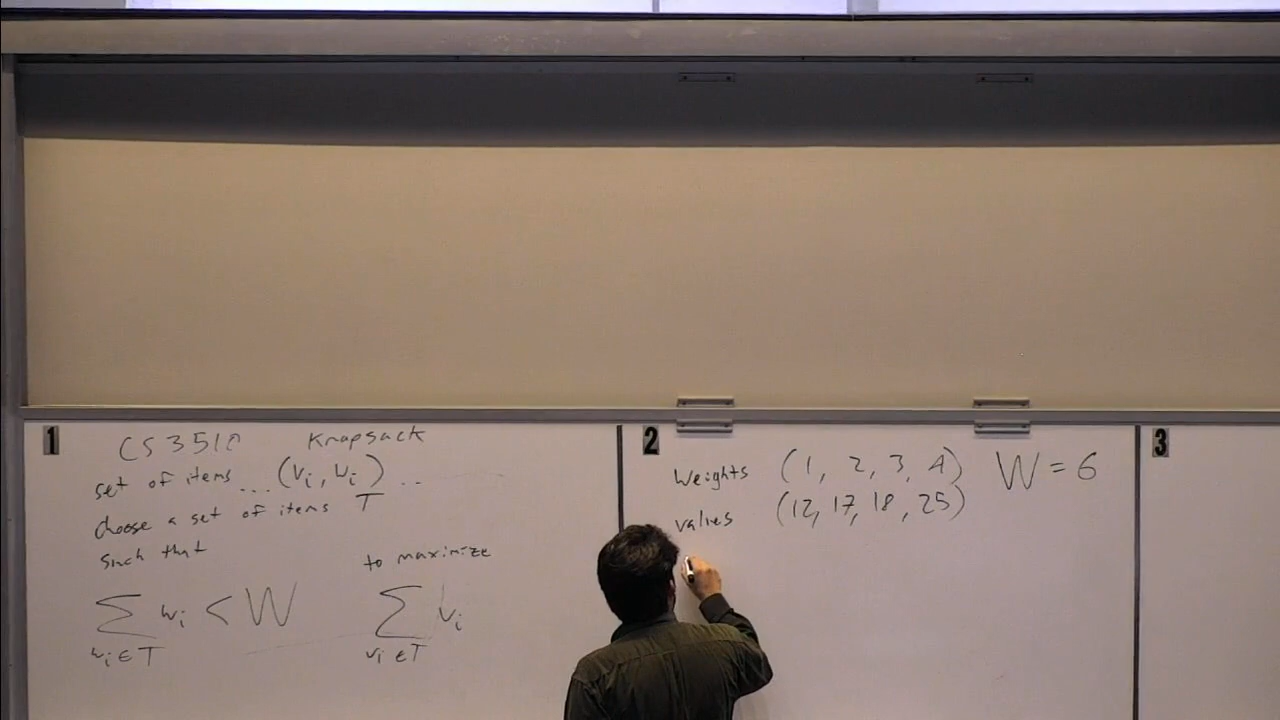 1
CS 3510 Knapsack
set of items ... (vi, wi) ..
choose a set of items T
such that
to maximize
∑ wi < W
wi ∈ T
∑ vi
vi ∈ T
2
Weights (1, 2, 3, 4) W = 6
values (12, 17, 18, 25)
3